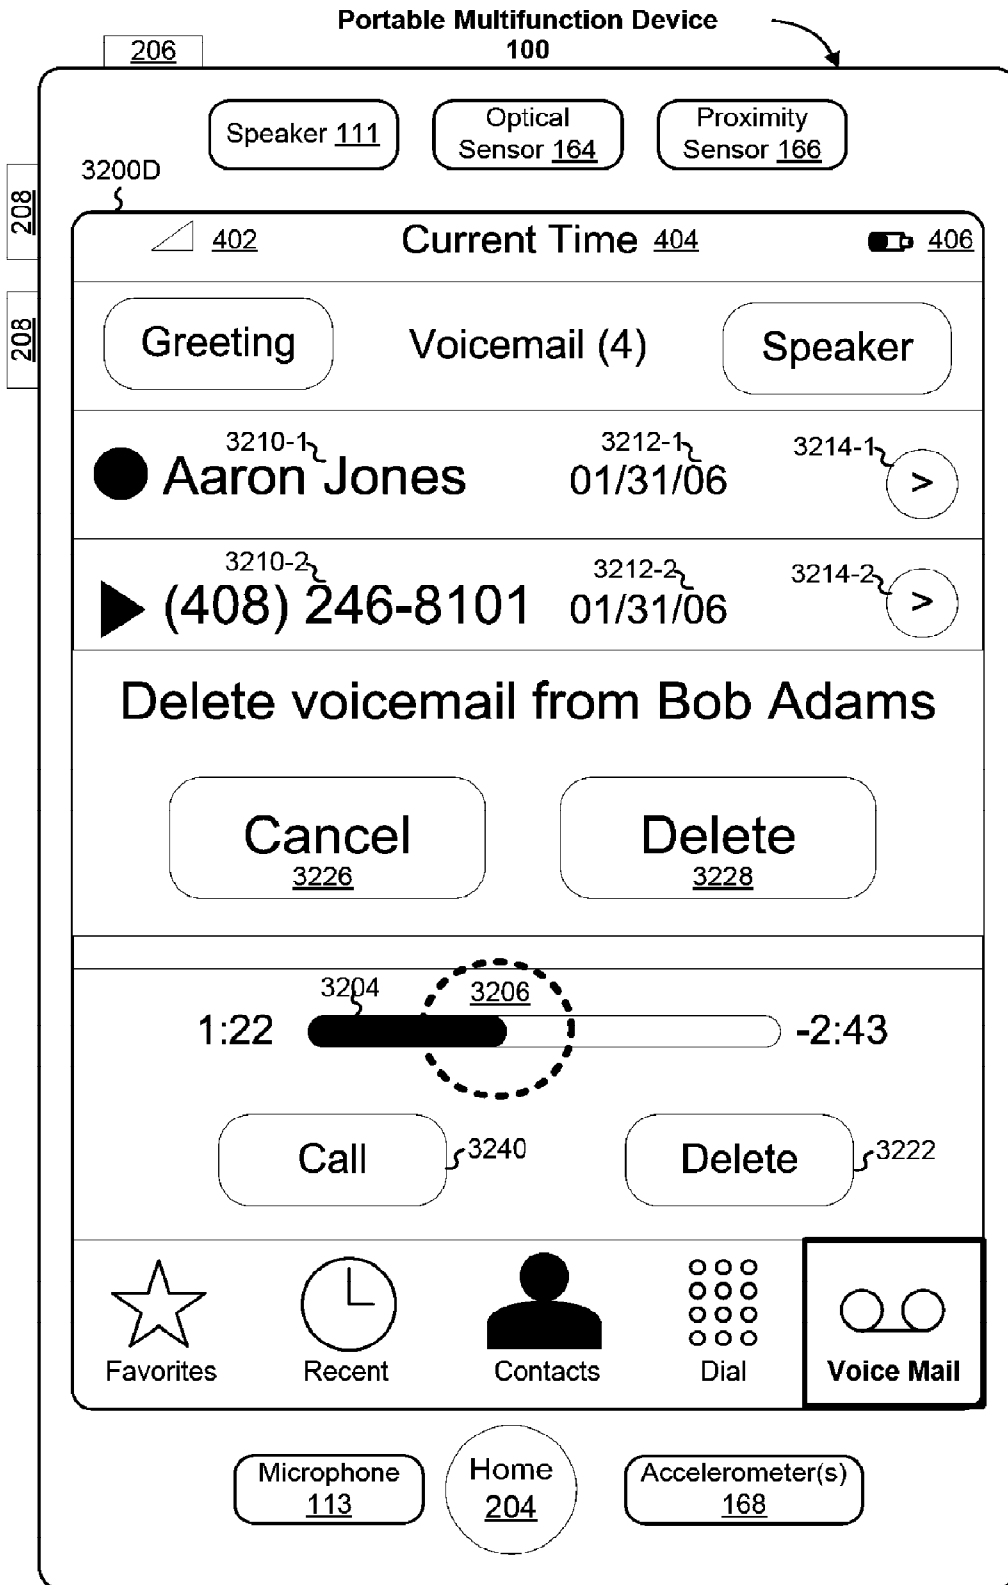 Portable Multifunction Device
100
206
Speaker 111
Optical
Sensor 164
Proximity
Sensor 166
3200D
208
208
402
Current Time 404
406
Greeting
Voicemail (4)
Speaker
3210-1
3212-1
3214-1
Aaron Jones
01/31/06
>
3210-2
3212-2
3214-2
(408) 246-8101
01/31/06
>
Delete voicemail from Bob Adams
Cancel
3226
Delete
3228
3204
3206
1:22
-2:43
Call
3240
Delete
3222
Favorites
Recent
Contacts
Dial
Voice Mail
Microphone
113
Home
204
Accelerometer(s)
168